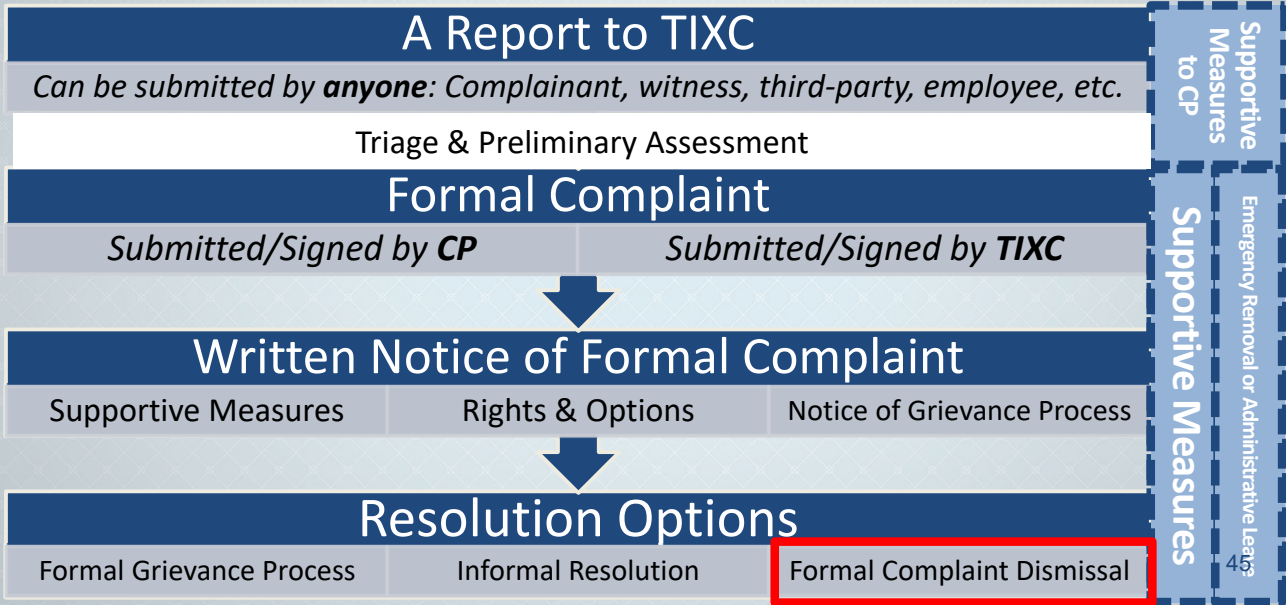 A Report to TIXC
Can be submitted by anyone: Complainant, witness, third-party, employee, etc.
Triage & Preliminary Assessment
Formal Complaint
Submitted/Signed by CP
Submitted/Signed by TIXC
Written Notice of Formal Complaint
Supportive Measures
Rights & Options
Notice of Grievance Process
Resolution Options
Formal Grievance Process
Informal Resolution
Formal Complaint Dismissal
Supportive
Measures
to CP
Supportive Measures
Emergency Removal or Administrative Leave
45